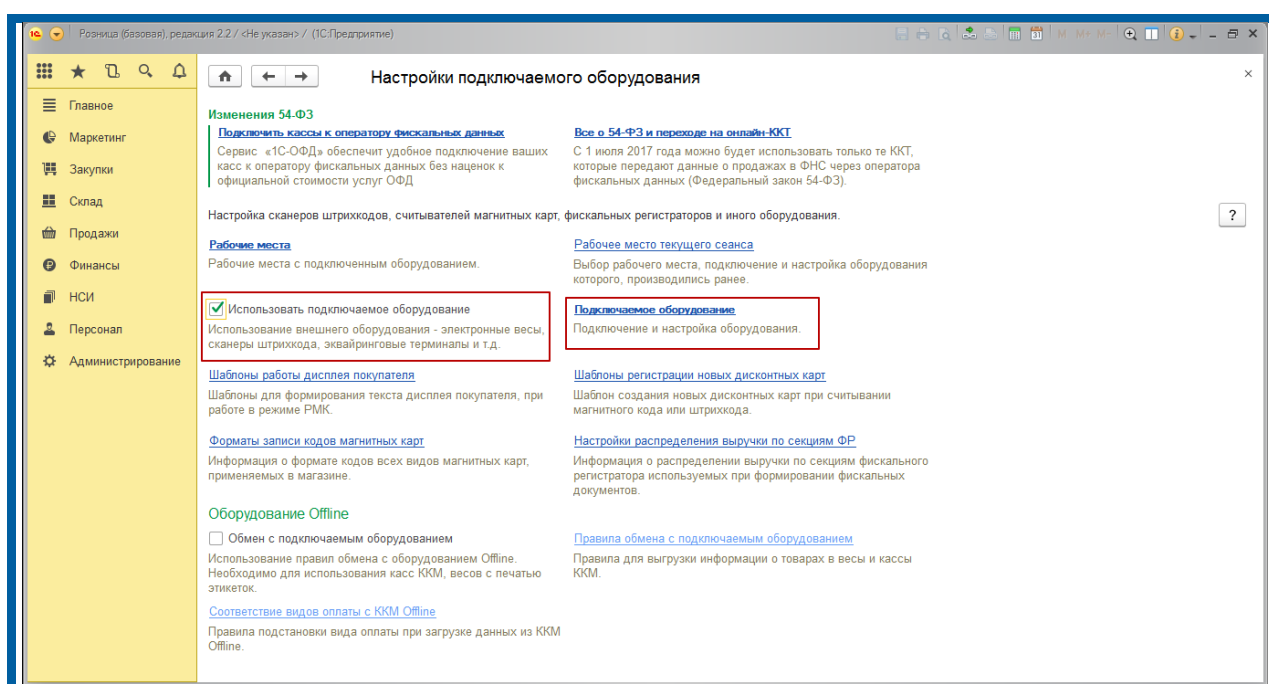 Розница (базовая), редакция 2.2 / <Не указан> / (1С:Предприятие)
M M+ M-
Настройки подключаемого оборудования
Главное
Маркетинг
Закупки
Склад
Продажи
Финансы
НСИ
Персонал
Администрирование
Изменения 54-ФЗ
Подключить кассы к оператору фискальных данных
Сервис «1С-ОФД» обеспечит удобное подключение ваших
касс к оператору фискальных данных без наценок к
официальной стоимости услуг ОФД
Все о 54-ФЗ и переходе на онлайн-ККТ
С 1 июля 2017 года можно будет использовать только те ККТ,
которые передают данные о продажах в ФНС через оператора
фискальных данных (Федеральный закон 54-ФЗ).
Настройка сканеров штрихкодов, считывателей магнитных карт, фискальных регистраторов и иного оборудования.
?
Рабочие места
Рабочие места с подключенным оборудованием.
Рабочее место текущего сеанса
Выбор рабочего места, подключение и настройка оборудования
которого, производились ранее.
Использовать подключаемое оборудование
Использование внешнего оборудования - электронные весы,
сканеры штрихкода, эквайринговые терминалы и т.д.
Подключаемое оборудование
Подключение и настройка оборудования.
Шаблоны работы дисплея покупателя
Шаблоны для формирования текста дисплея покупателя, при
работе в режиме РМК.
Шаблоны регистрации новых дисконтных карт
Шаблон создания новых дисконтных карт при считывании
магнитного кода или штрихкода.
Форматы записи кодов магнитных карт
Информация о формате кодов всех видов магнитных карт,
применяемых в магазине.
Настройки распределения выручки по секциям ФР
Информация о распределении выручки по секциям фискального
регистратора используемых при формировании фискальных
документов.
Оборудование Offline
Обмен с подключаемым оборудованием
Использование правил обмена с оборудованием Offline.
Необходимо для использования касс ККМ, весов с печатью
этикеток.
Правила обмена с подключаемым оборудованием
Правила для выгрузки информации о товарах в весы и кассы
ККМ.
Соответствие видов оплаты с ККМ Offline
Правила подстановки вида оплаты при загрузке данных из ККМ
Offline.